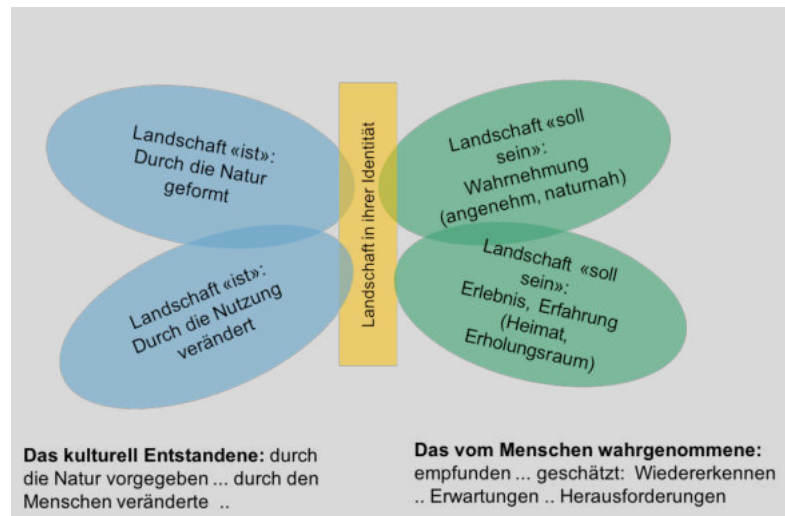 Landschaft «ist»:
Durch die Natur
geformt
Landschaft «ist»:
Durch die Nutzung
verändert
Landschaft in ihrer Identität
Landschaft «soll
sein»:
Wahrnehmung
(angenehm, naturnah)
Landschaft «soll
sein»:
Erlebnis, Erfahrung
(Heimat,
Erholungsraum)
Das kulturell Entstandene: durch
die Natur vorgegeben ... durch den
Menschen veränderte ..
Das vom Menschen wahrgenommene:
empfunden ... geschätzt: Wiedererkennen
.. Erwartungen .. Herausforderungen